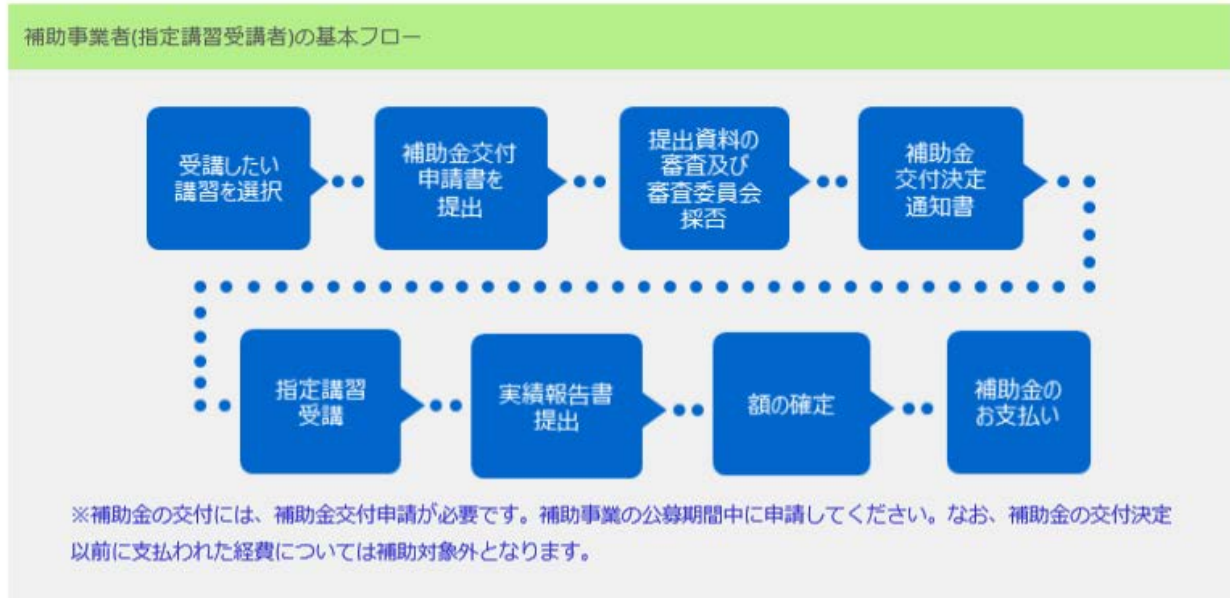 補助事業者(指定講習受講者)の基本フロー
受講したい
講習を選択
補助金交付
申請書を
提出
提出資料の
審査及び
審査委員会
採否
補助金
交付決定
通知書
指定講習
受講
実績報告書
提出
額の確定
補助金の
お支払い
※補助金の交付には、補助金交付申請が必要です。補助事業の公募期間中に申請してください。なお、補助金の交付決定
以前に支払われた経費については補助対象外となります。